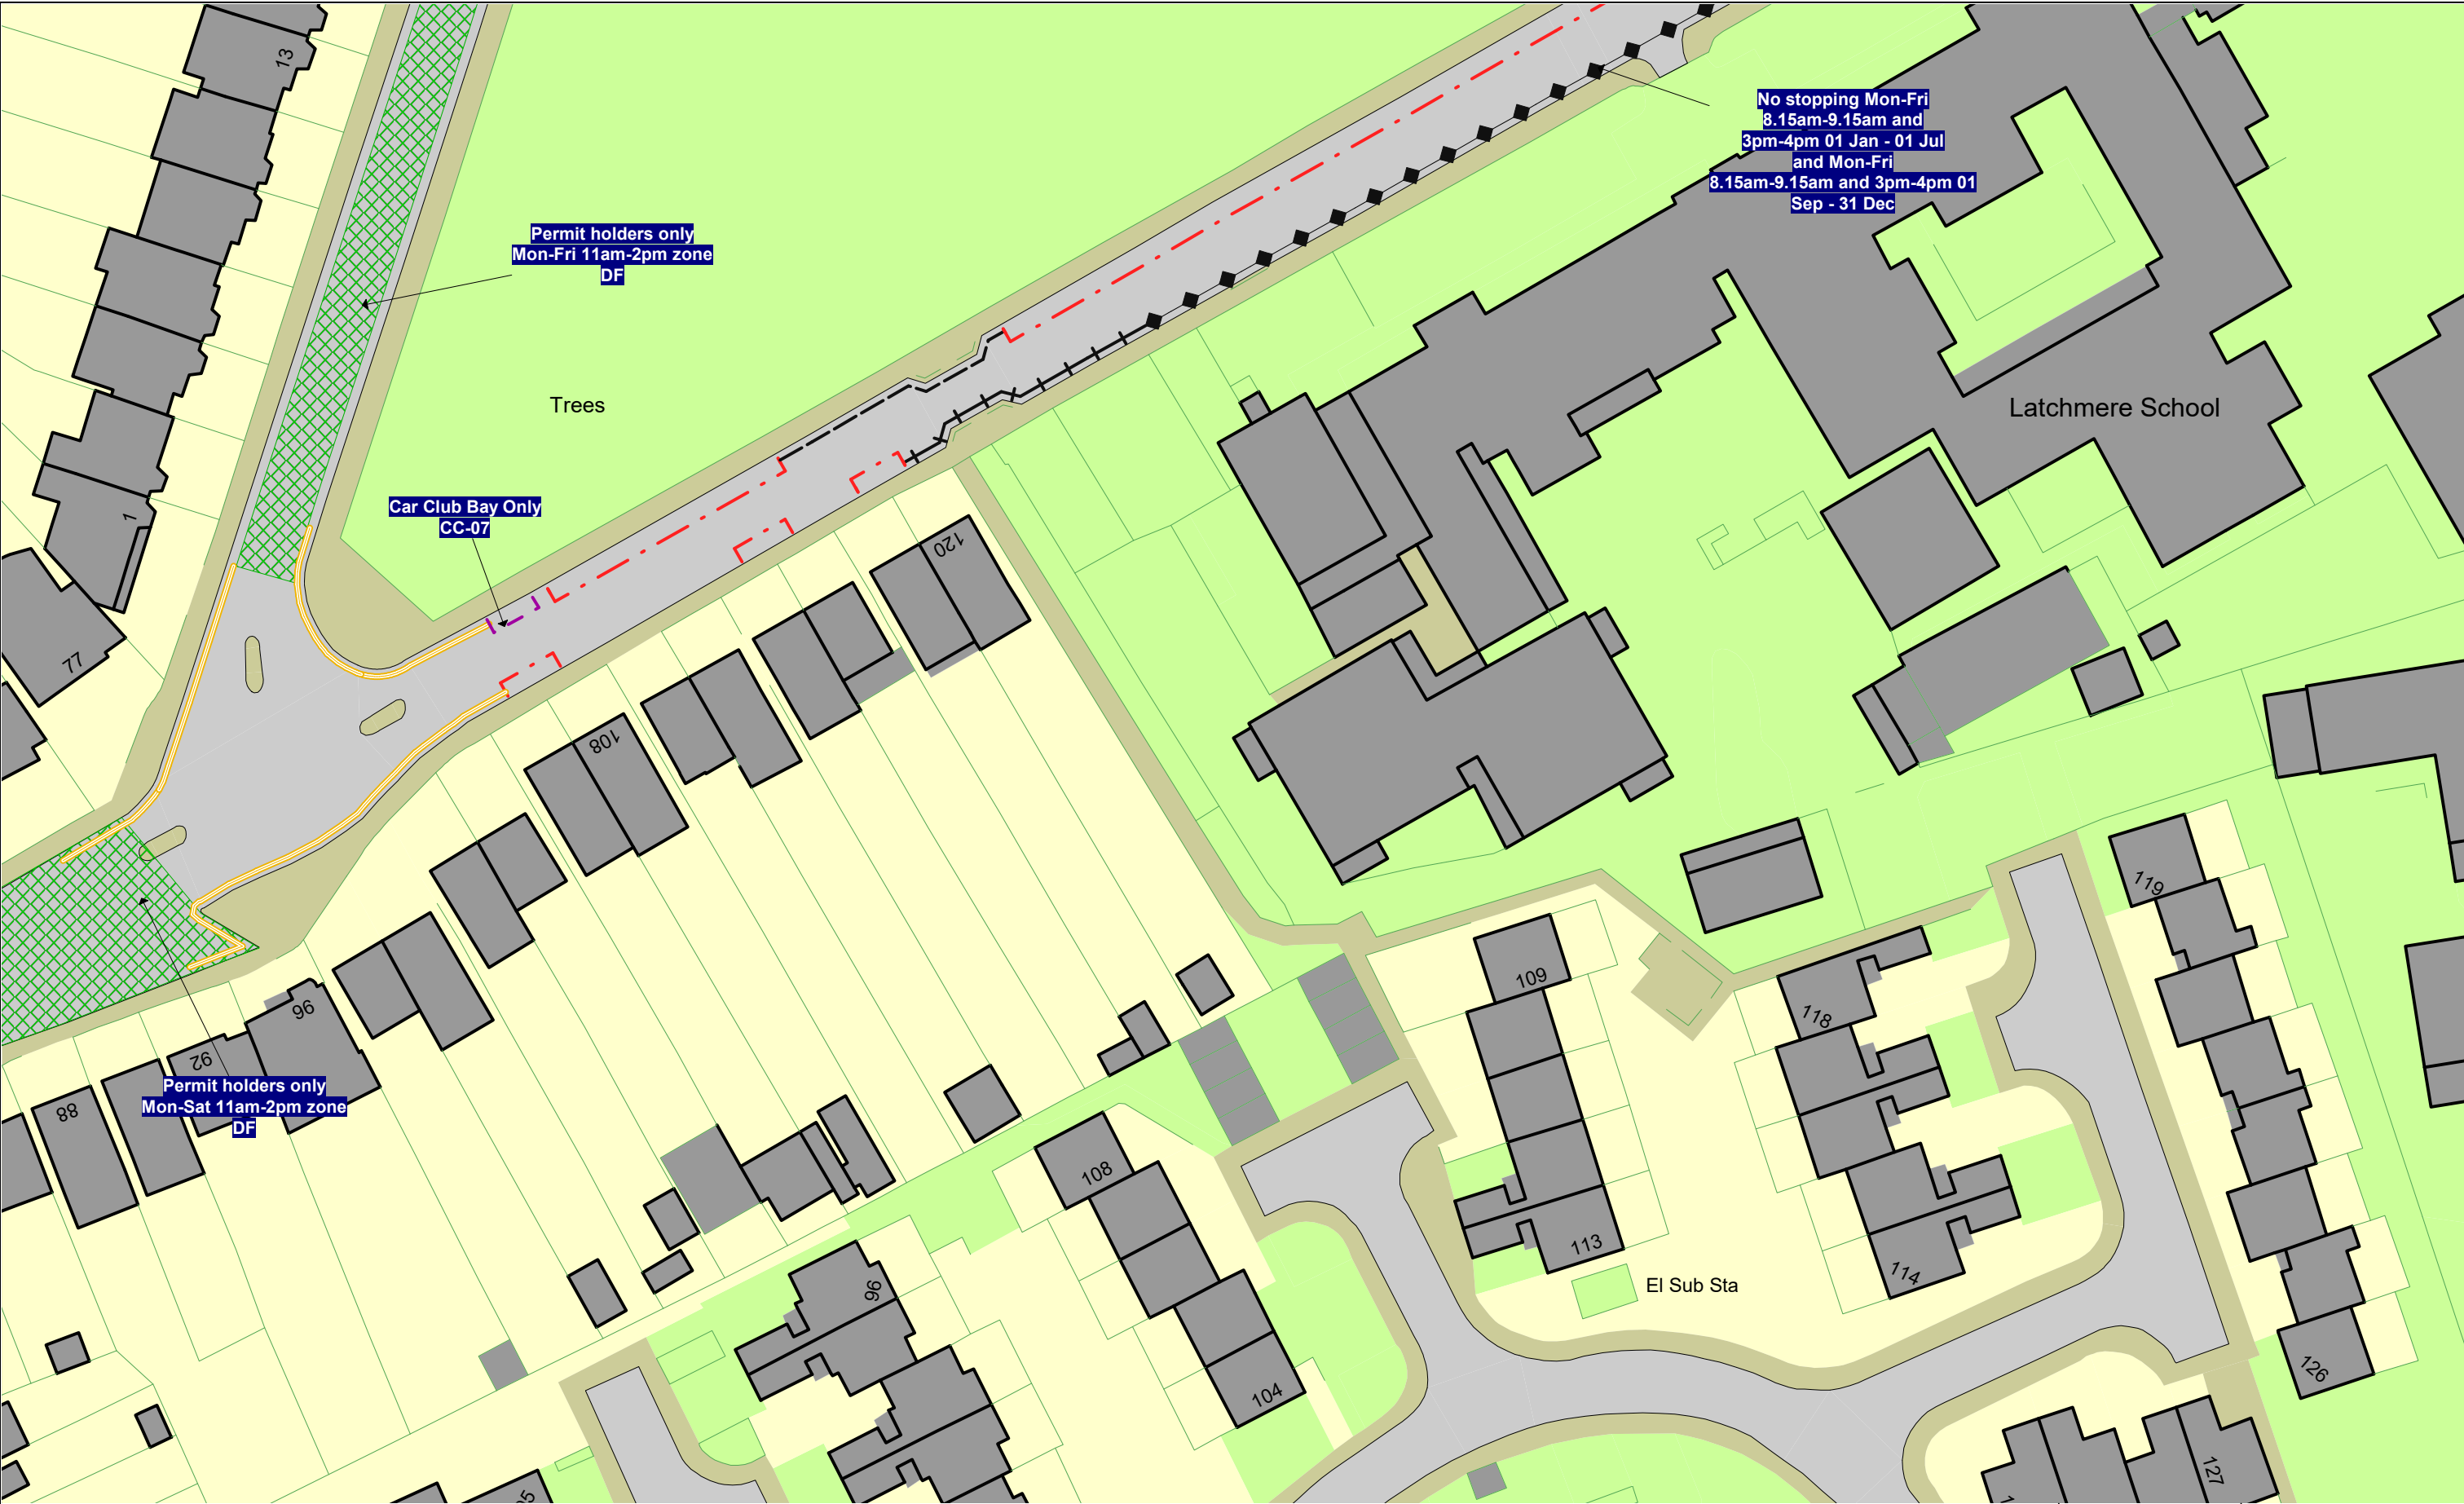 13
No stopping Mon-Fri
8.15am-9.15am and
3pm-4pm 01 Jan - 01 Jul
and Mon-Fri
8.15am-9.15am and 3pm-4pm 01
Sep - 31 Dec
Permit holders only
Mon-Fri 11am-2pm zone
DF
Trees
Latchmere School
Car Club Bay Only
CC-07
1
120
77
108
119
109
96
118
92
Permit holders only
Mon-Sat 11am-2pm zone
DF
88
108
113
114
El Sub Sta
96
126
104
127